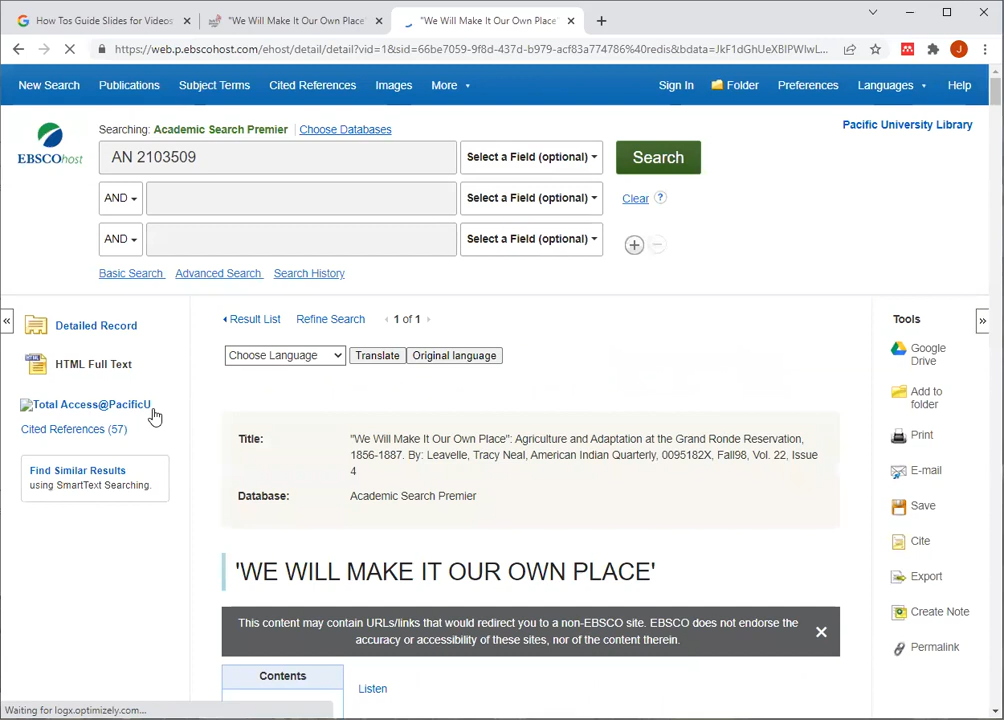 How Tos Guide Slides for Videos
"We Will Make It Our Own Place"
"We Will Make It Our Own Place"
https://web.p.ebscohost.com/ehost/detail/detail?vid=1&sid=66be7059-9f8d-437d-b979-acf83a774786%40redis&bdata=JkF1dGhUeXBlPWlwL...
J
New Search Publications Subject Terms Cited References Images More Sign In Folder Preferences Languages Help
Searching: Academic Search Premier Choose Databases
Pacific University Library
EBSCOhost
AN 2103509 Select a Field (optional) Search
AND Select a Field (optional) Clear ?
AND Select a Field (optional)
Basic Search Advanced Search Search History
Detailed Record
HTML Full Text
Total Access@PacificU
Cited References (57)
Find Similar Results
using SmartText Searching.
Result List Refine Search 1 of 1
Choose Language Translate Original language
Title: "We Will Make It Our Own Place": Agriculture and Adaptation at the Grand Ronde Reservation,
1856-1887. By: Leavelle, Tracy Neal, American Indian Quarterly, 0095182X, Fall98, Vol. 22, Issue
4
Database: Academic Search Premier
'WE WILL MAKE IT OUR OWN PLACE'
This content may contain URLs/links that would redirect you to a non-EBSCO site. EBSCO does not endorse the
accuracy or accessibility of these sites, nor of the content therein.
Contents
Listen
Tools
Google
Drive
Add to
folder
Print
E-mail
Save
Cite
Export
Create Note
Permalink
Waiting for logx.optimizely.com...